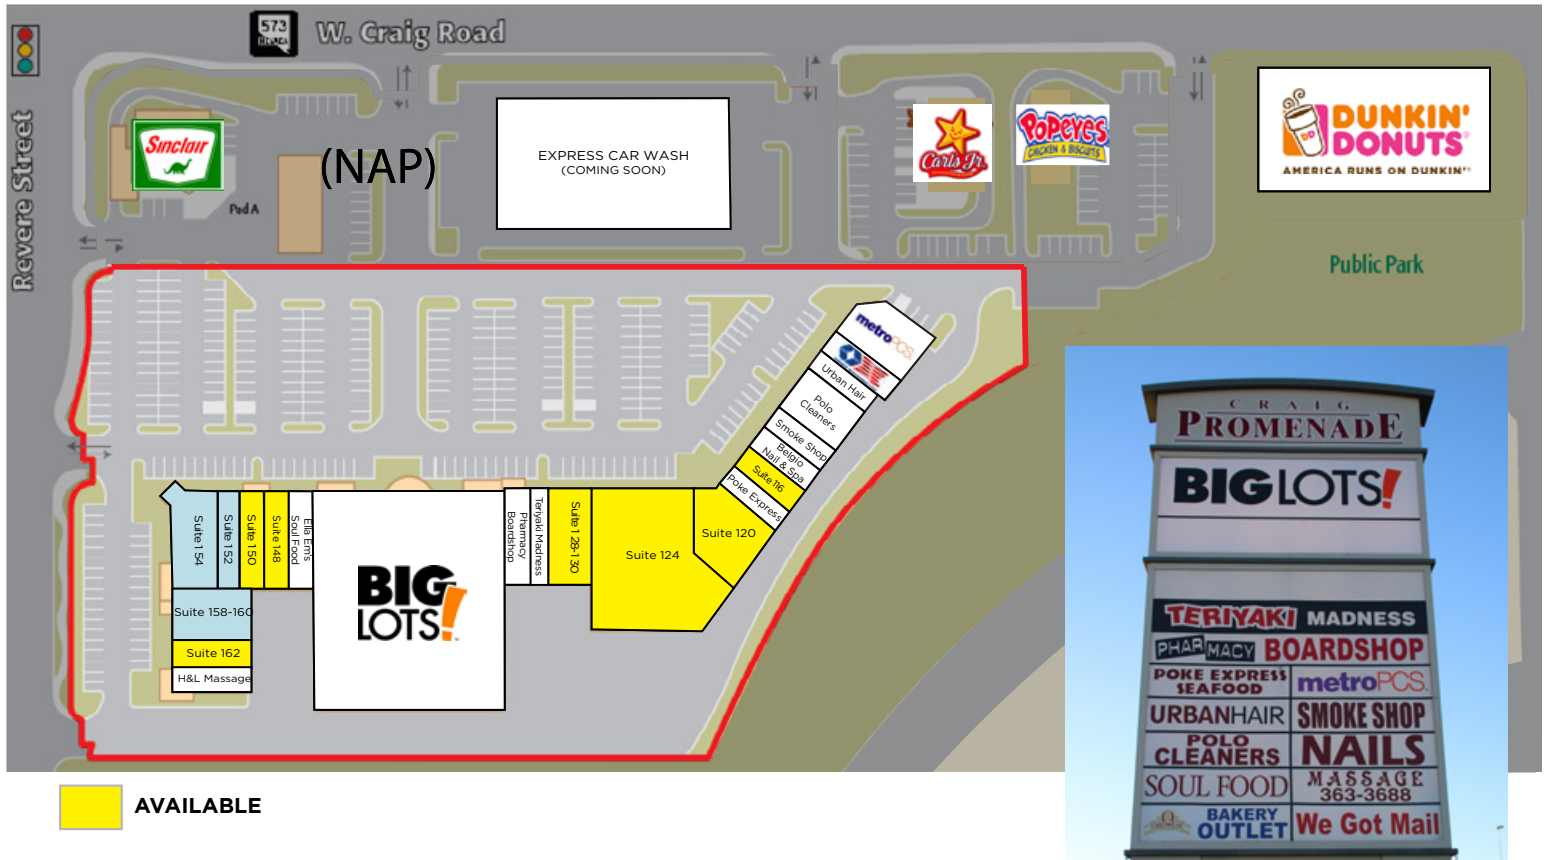 573
NEVADA
W. Craig Road
Revere Street
Sinclair
Pad A
(NAP)
EXPRESS CAR WASH
(COMING SOON)
Carl's Jr.
POPEYES
CHICKEN & BISCUITS
DUNKIN'
DONUTS
DD
AMERICA RUNS ON DUNKIN'
Public Park
metroPCS.
Urban Hair
Polo
Cleaners
Smoke Shop
Belgio
Nail & Spa
Suite 116
Poke Express
Suite 120
Suite 124
Suite 128-130
Teriyaki Madness
Pharmacy
Boardshop
BIG
LOTS!
Ella Em's
Soul Food
Suite 148
Suite 150
Suite 152
Suite 154
Suite 158-160
Suite 162
H&L Massage
AVAILABLE
CRAIG
PROMENADE
BIGLOTS!
TERIYAKI MADNESS
PHARMACY BOARDSHOP
POKE EXPRESS
SEAFOOD
metroPCS.
URBANHAIR
SMOKE SHOP
POLO
CLEANERS
NAILS
SOUL FOOD
MASSAGE
363-3688
BAKERY
OUTLET
We Got Mail